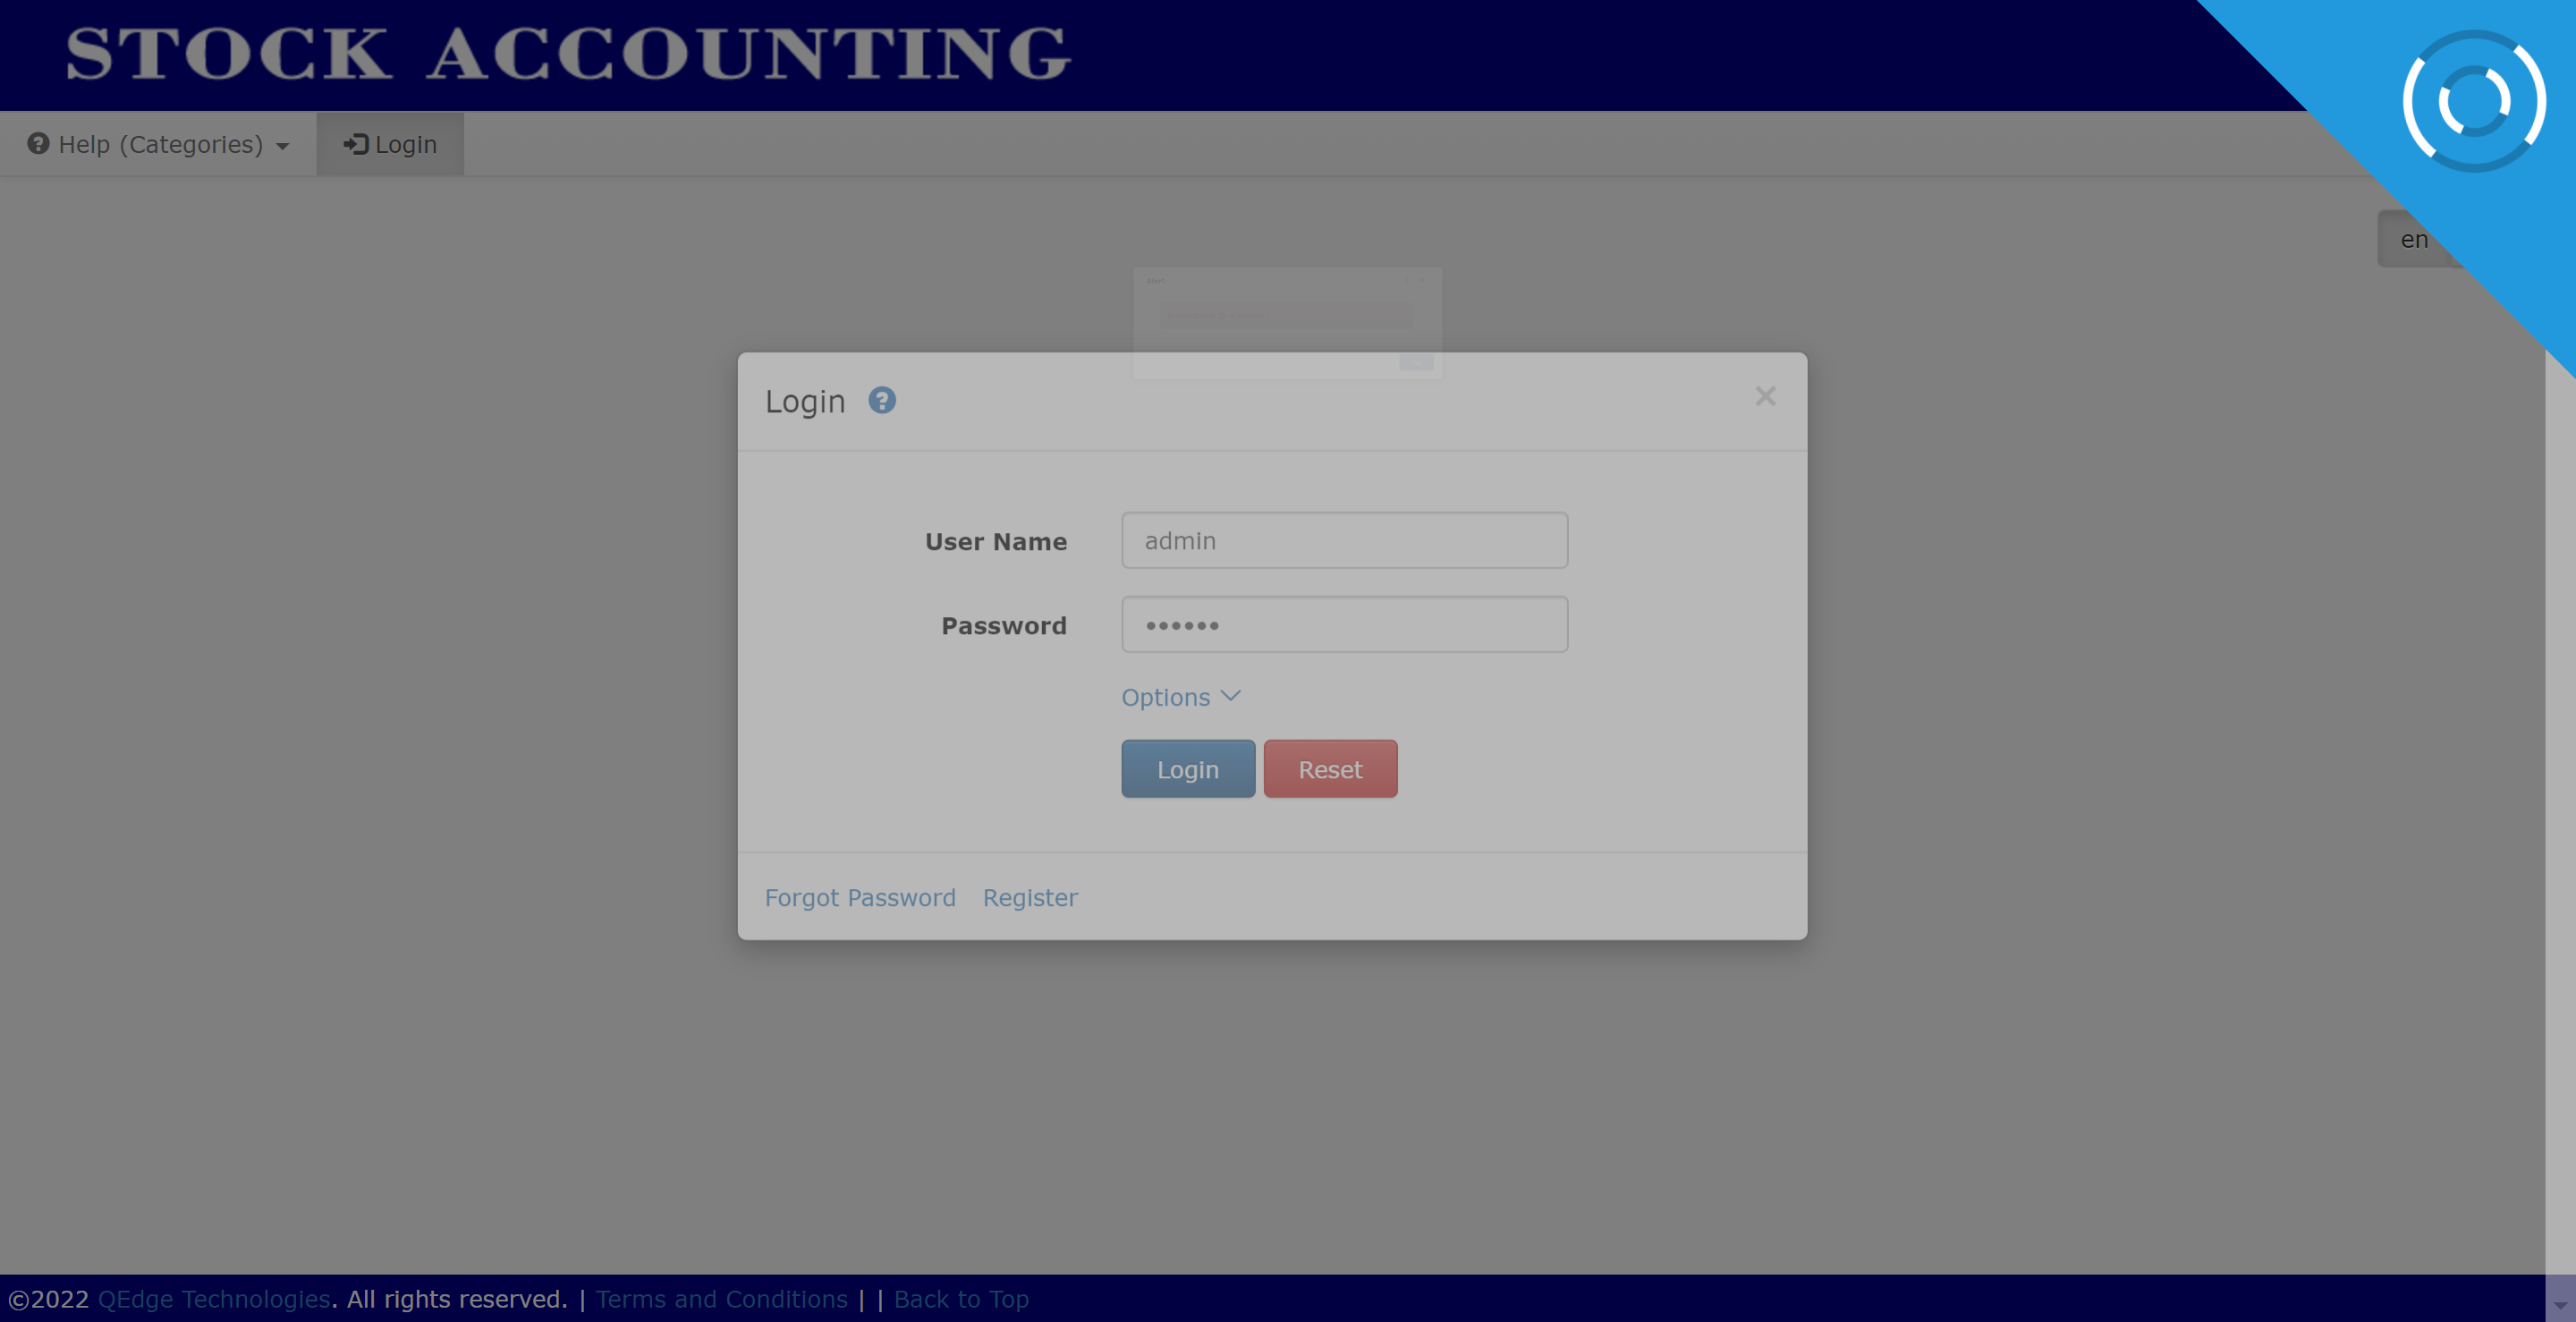 STOCK ACCOUNTING
Help (Categories)
Login
en
Alert
Login
User Name admin
Password ••••••
Options
Login Reset
Forgot Password Register
©2022 QEdge Technologies. All rights reserved. | Terms and Conditions | | Back to Top